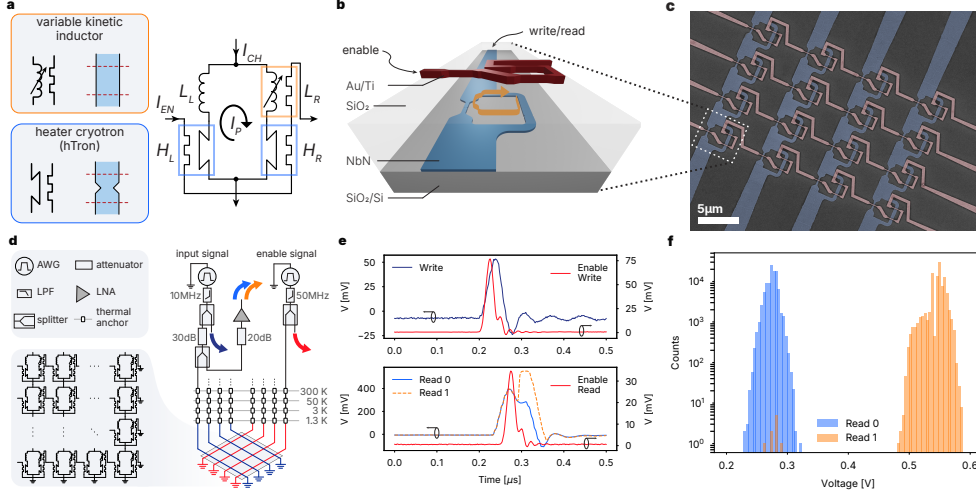 a
variable kinetic
inductor
heater cryotron
(hTron)
I_CH
L_L
L_R
I_EN
I_P
H_L
H_R
b
write/read
enable
Au/Ti
SiO₂
NbN
SiO₂/Si
c
5µm
d
AWG
attenuator
LPF
LNA
splitter
thermal
anchor
input signal
enable signal
10MHz
50MHz
30dB
20dB
300 K
50 K
3 K
1.3 K
e
50
25
0
−25
V [mV]
Write
Enable
Write
75
50
25
0
V [mV]
0.0 0.1 0.2 0.3 0.4 0.5
400
200
0
V [mV]
Read 0
Read 1
Enable
Read
30
20
10
0
V [mV]
0.0 0.1 0.2 0.3 0.4 0.5
Time [µs]
f
10⁴
10³
10²
10¹
10⁰
Counts
Read 0
Read 1
0.2 0.3 0.4 0.5 0.6
Voltage [V]